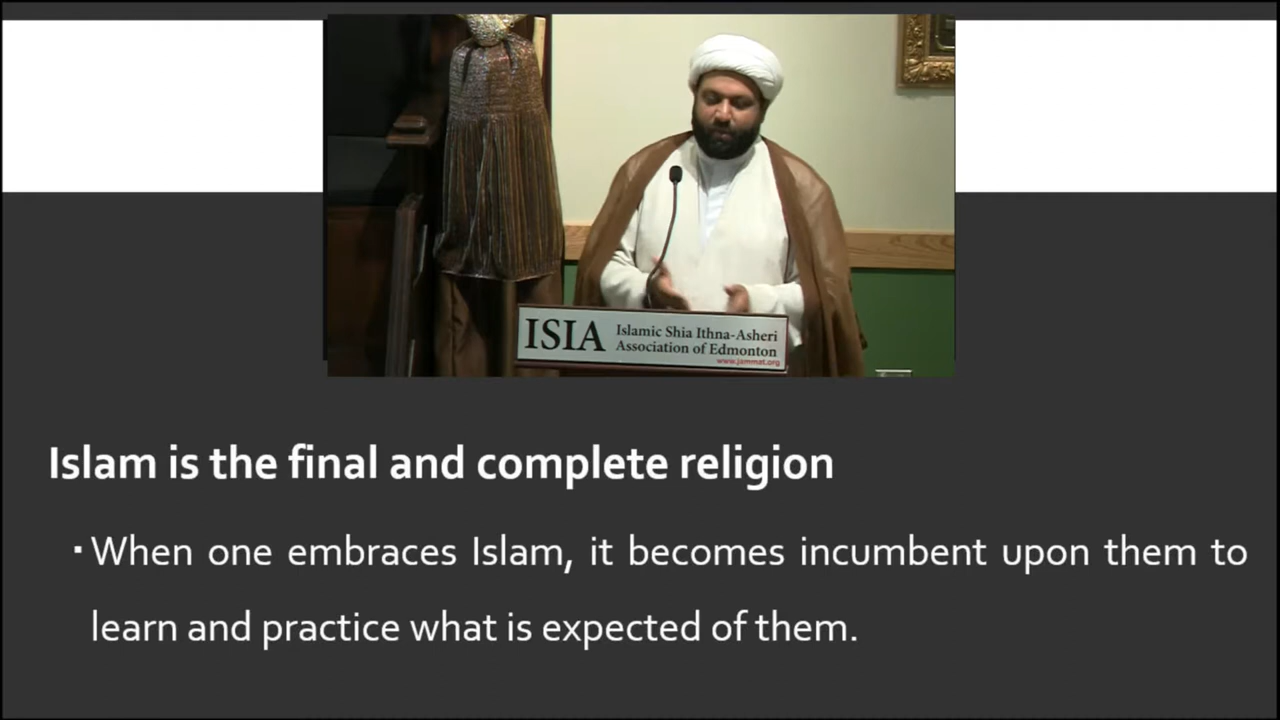 ISIA
Islamic Shia Ithna-Asheri
Association of Edmonton
www.jammat.org
Islam is the final and complete religion
▪ When one embraces Islam, it becomes incumbent upon them to
learn and practice what is expected of them.